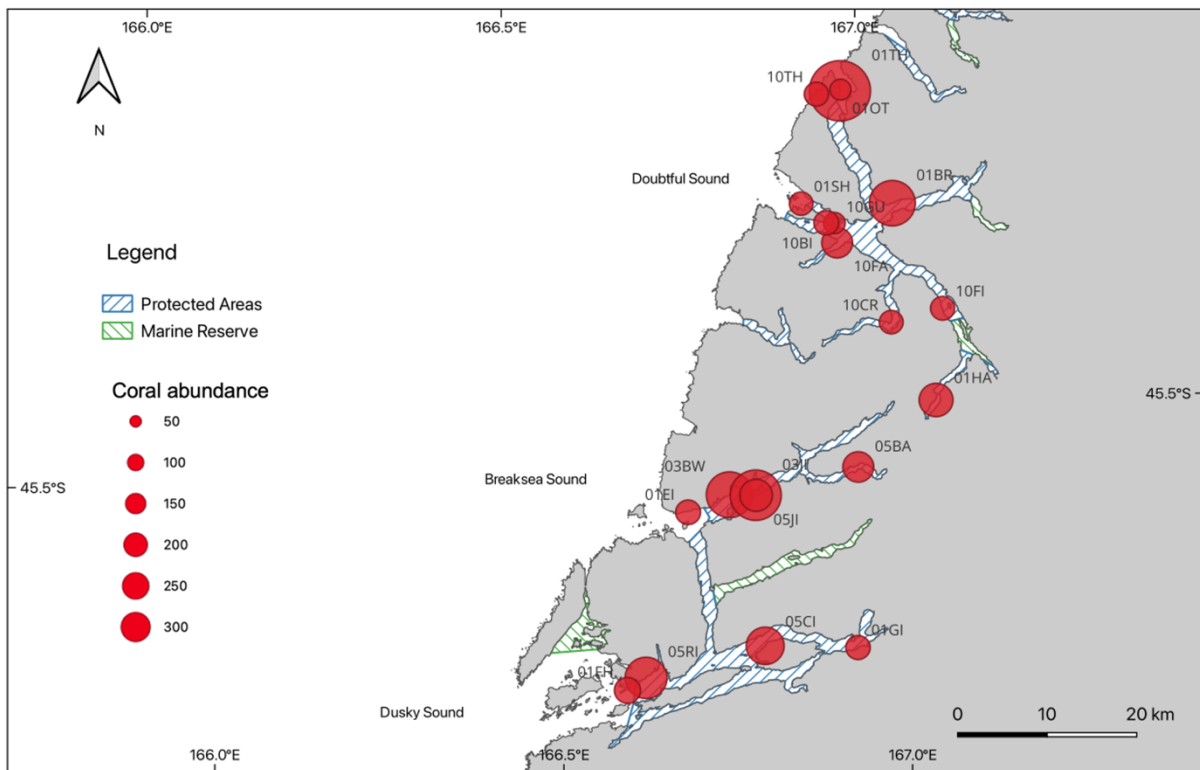 166.0°E
166.5°E
167.0°E
01TH
10TH
01OT
N
Doubtful Sound
01SH
01BR
10GU
10BI
10FA
Legend
Protected Areas
Marine Reserve
10CR
10FI
01HA
45.5°S
Coral abundance
50
100
150
200
250
300
05BA
03BW
Breaksea Sound
45.5°S
01EI
05JI
05CI
01GI
05RI
Dusky Sound
0
10
20 km
166.0°E
166.5°E
167.0°E